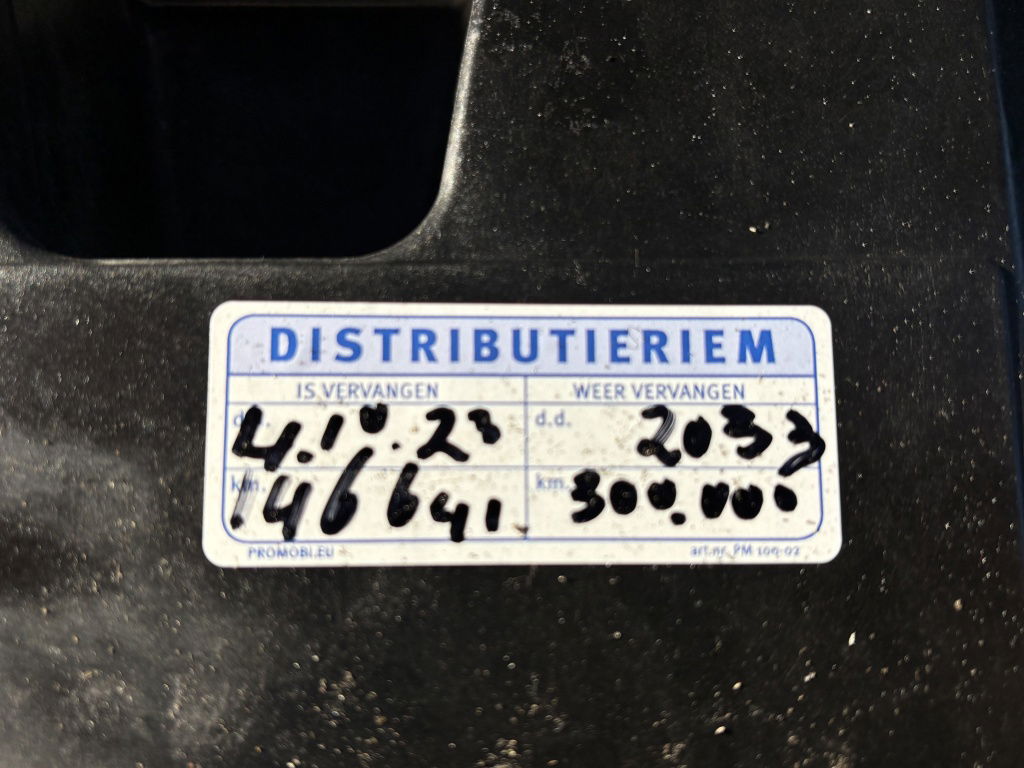 DISTRIBUTIERIEM
IS VERVANGEN WEER VERVANGEN
d.d. 4.10.23 d.d. 2033
km. 146641 km. 300.000
PROMOBI.EU art.nr. PM 109-02